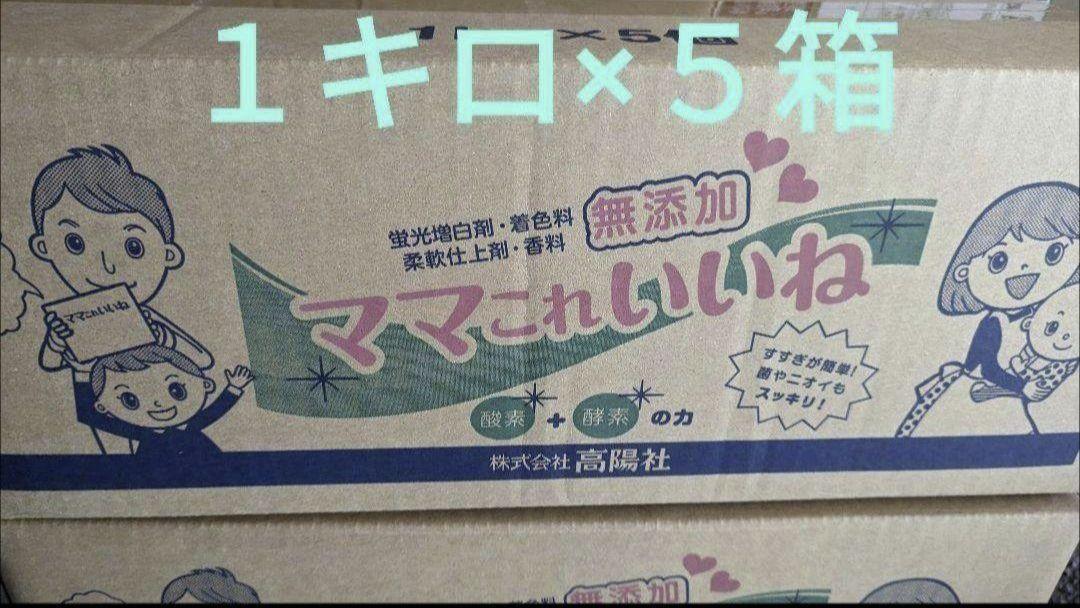 １キロ×５箱
無添加
蛍光増白剤・着色料
柔軟仕上剤・香料
ママこれいいね
ママこれいいね
すすぎが簡単！
菌やニオイも
スッキリ！
酸素＋酵素の力
株式会社 高陽社
無添加